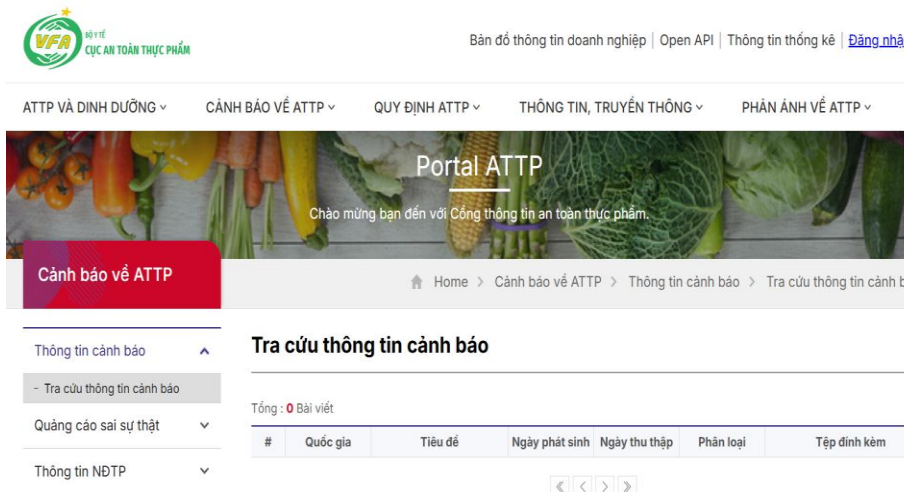 VFA
BỘ Y TẾ
CỤC AN TOÀN THỰC PHẨM
Bản đồ thông tin doanh nghiệp | Open API | Thông tin thống kê | Đăng nhậ
ATTP VÀ DINH DƯỠNG CẢNH BÁO VỀ ATTP QUY ĐỊNH ATTP THÔNG TIN, TRUYỀN THÔNG PHẢN ÁNH VỀ ATTP
Portal ATTP
Chào mừng bạn đến với Cổng thông tin an toàn thực phẩm.
Cảnh báo về ATTP
Home > Cảnh báo về ATTP > Thông tin cảnh báo > Tra cứu thông tin cảnh b
Thông tin cảnh báo
- Tra cứu thông tin cảnh báo
Quảng cáo sai sự thật
Thông tin NĐTP
Tra cứu thông tin cảnh báo
Tổng : 0 Bài viết
# Quốc gia Tiêu đề Ngày phát sinh Ngày thu thập Phân loại Tệp đính kèm